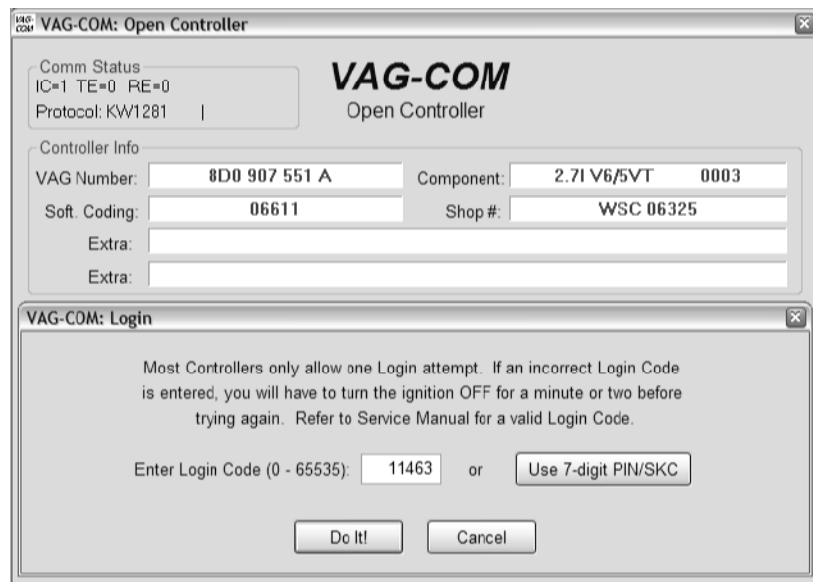 VAG-COM VAG-COM: Open Controller
Comm Status
IC=1 TE=0 RE=0
Protocol: KW1281 |
VAG-COM
Open Controller
Controller Info
VAG Number: 8D0 907 551 A Component: 2.7l V6/5VT 0003
Soft. Coding: 06611 Shop #: WSC 06325
Extra:
Extra:
VAG-COM: Login
Most Controllers only allow one Login attempt. If an incorrect Login Code
is entered, you will have to turn the ignition OFF for a minute or two before
trying again. Refer to Service Manual for a valid Login Code.
Enter Login Code (0 - 65535): 11463 or Use 7-digit PIN/SKC
Do It! Cancel